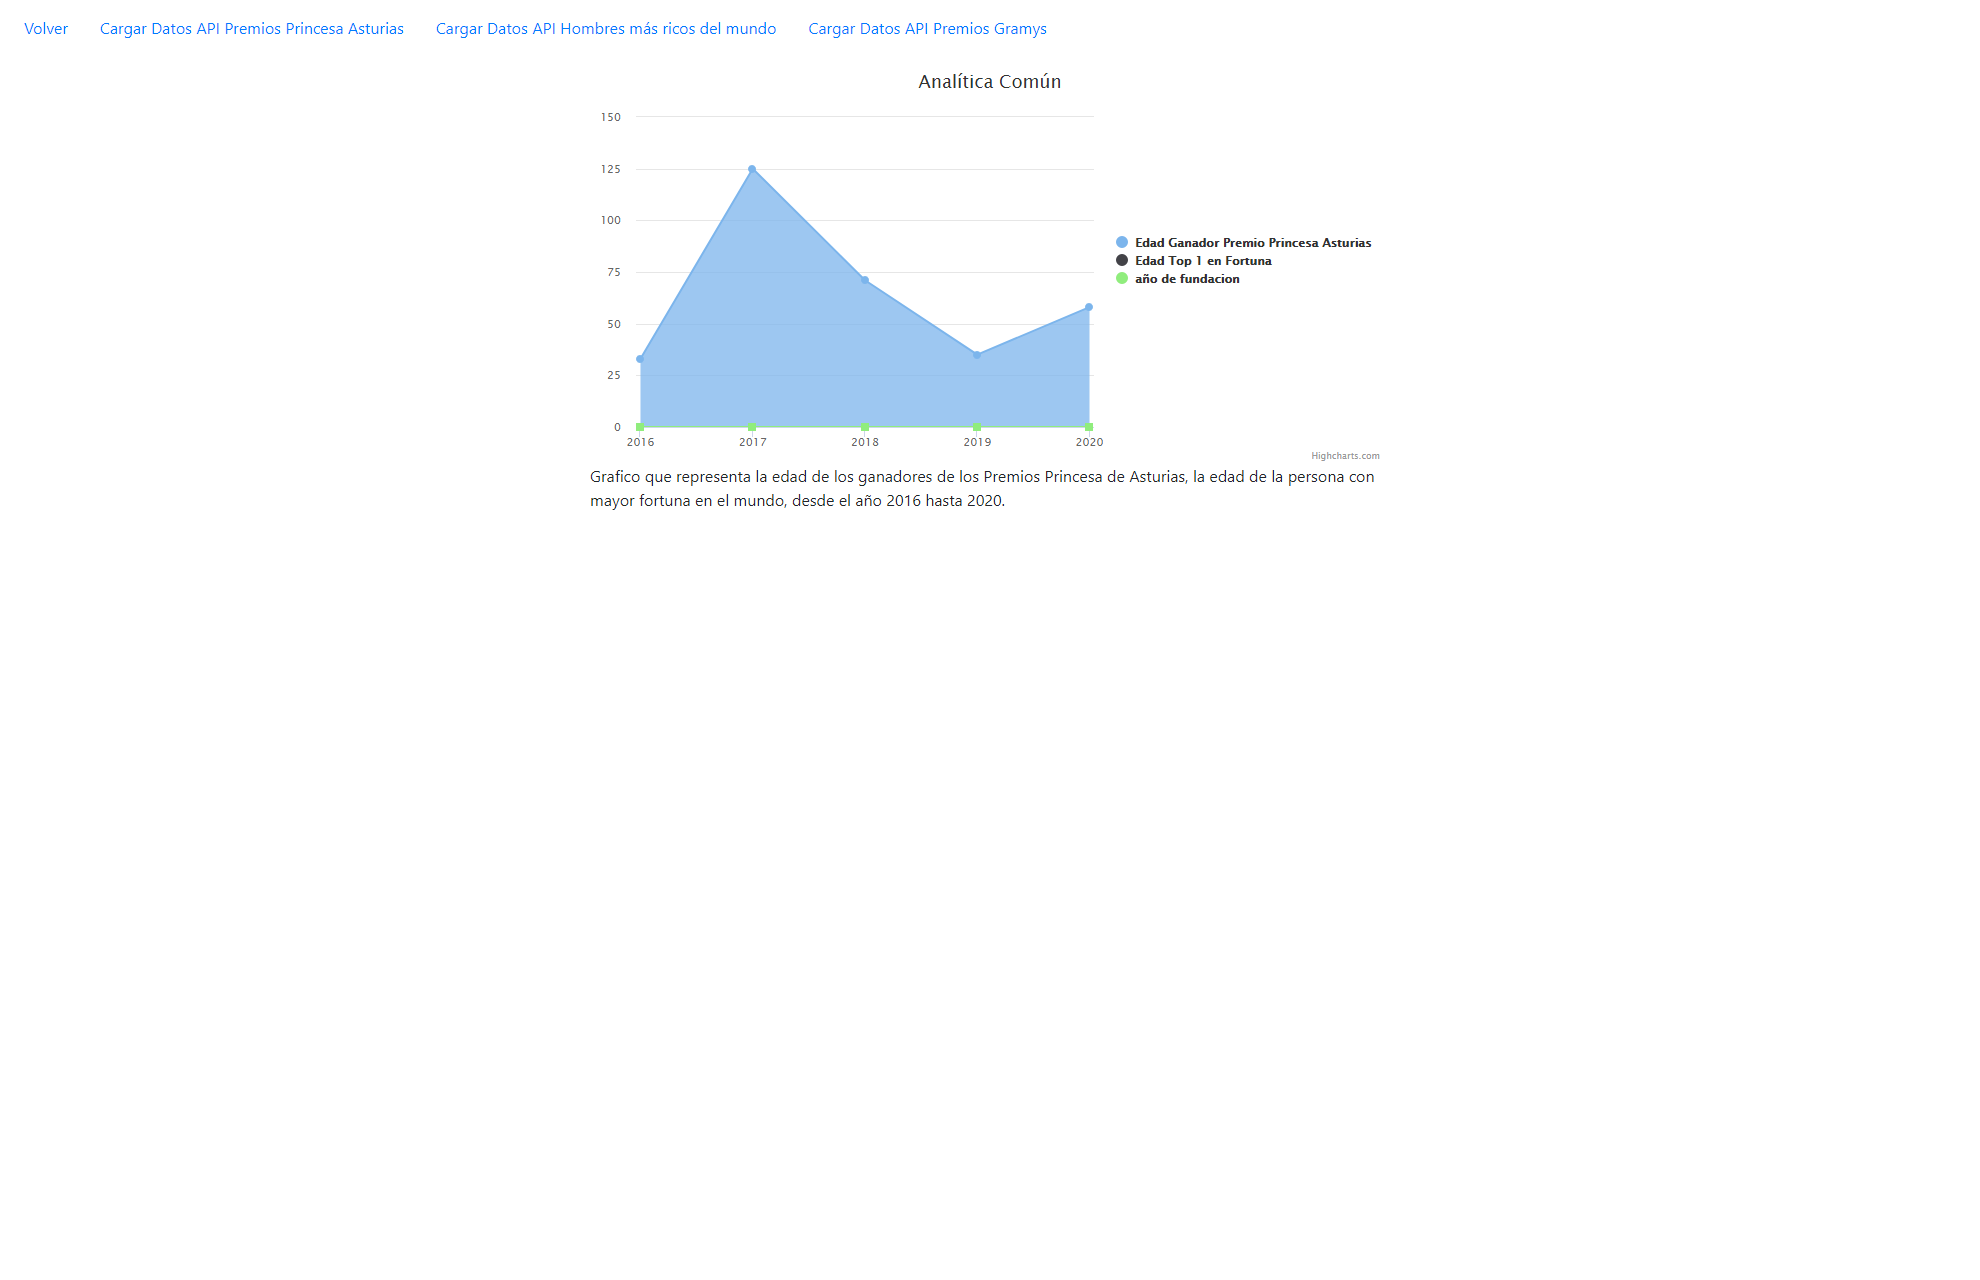 Volver Cargar Datos API Premios Princesa Asturias Cargar Datos API Hombres más ricos del mundo Cargar Datos API Premios Gramys
Analítica Común
150
125
100
75
50
25
0
2016 2017 2018 2019 2020
Edad Ganador Premio Princesa Asturias
Edad Top 1 en Fortuna
año de fundacion
Highcharts.com
Grafico que representa la edad de los ganadores de los Premios Princesa de Asturias, la edad de la persona con
mayor fortuna en el mundo, desde el año 2016 hasta 2020.